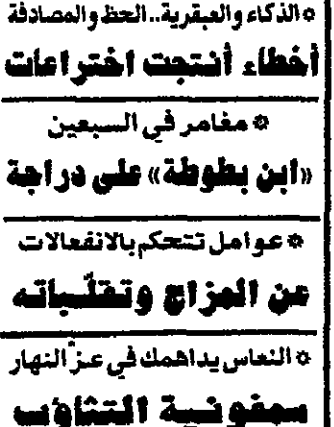 * الذكاء والعبقرية..الحظ والمصادفة
أخطاء أنتجت اختراعات
* مغامر في السبعين
«ابن بطوطة» على دراجة
* عوامل تتحكم بالانفعالات
عن المزاج وتقلّباته
* النعاس يداهمك في عزّ النهار
سمفونية التثاؤب